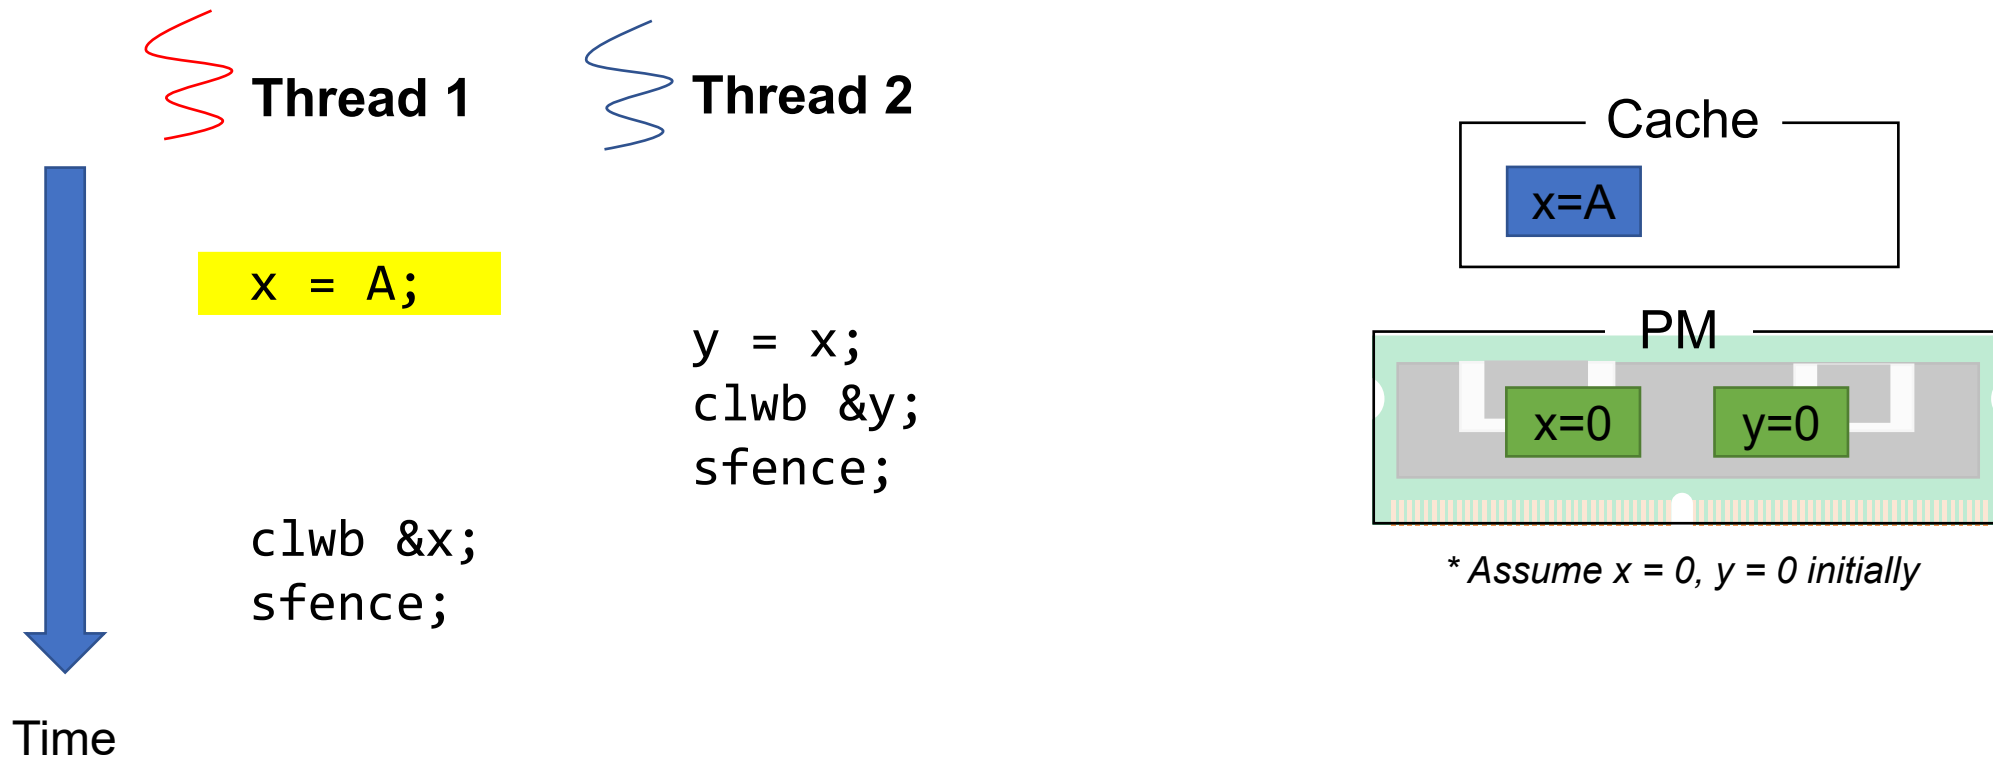 Thread 1
Thread 2
x = A;
y = x;
clwb &y;
sfence;
clwb &x;
sfence;
Time
Cache
x=A
PM
x=0
y=0
* Assume x = 0, y = 0 initially